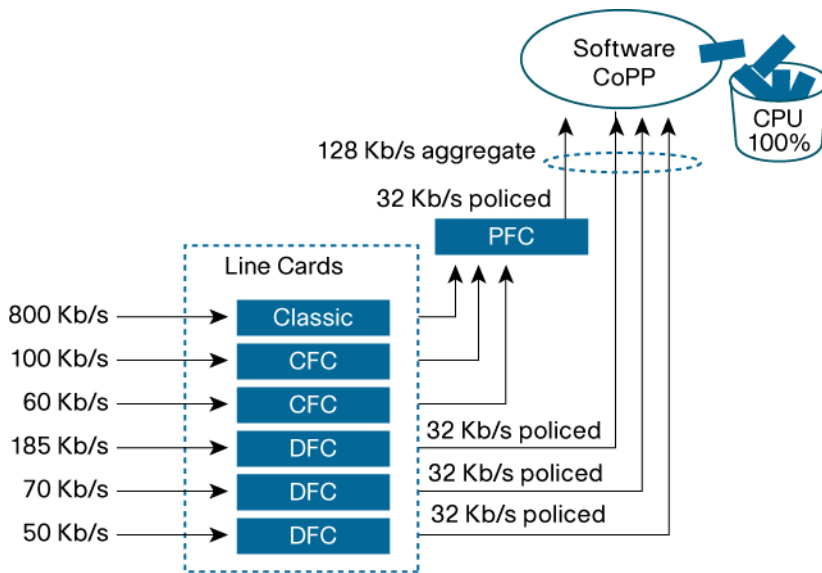 Software
CoPP
CPU
100%
128 Kb/s aggregate
32 Kb/s policed
PFC
Line Cards
800 Kb/s
Classic
100 Kb/s
CFC
60 Kb/s
CFC
185 Kb/s
DFC
32 Kb/s policed
70 Kb/s
DFC
32 Kb/s policed
50 Kb/s
DFC
32 Kb/s policed